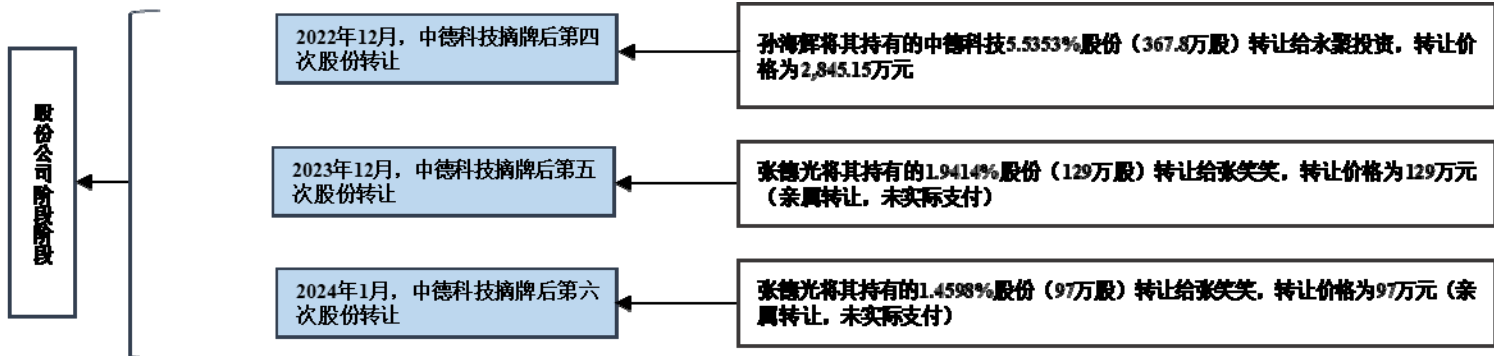 股份公司阶段阶段
2022年12月，中德科技摘牌后第四
次股份转让
孙海辉将其持有的中德科技5.5353%股份（367.8万股）转让给永聚投资，转让价
格为2,845.15万元
2023年12月，中德科技摘牌后第五
次股份转让
张德光将其持有的1.9414%股份（129万股）转让给张笑笑，转让价格为129万元
（亲属转让，未实际支付）
2024年1月，中德科技摘牌后第六
次股份转让
张德光将其持有的1.4598%股份（97万股）转让给张笑笑，转让价格为97万元（亲
属转让，未实际支付）